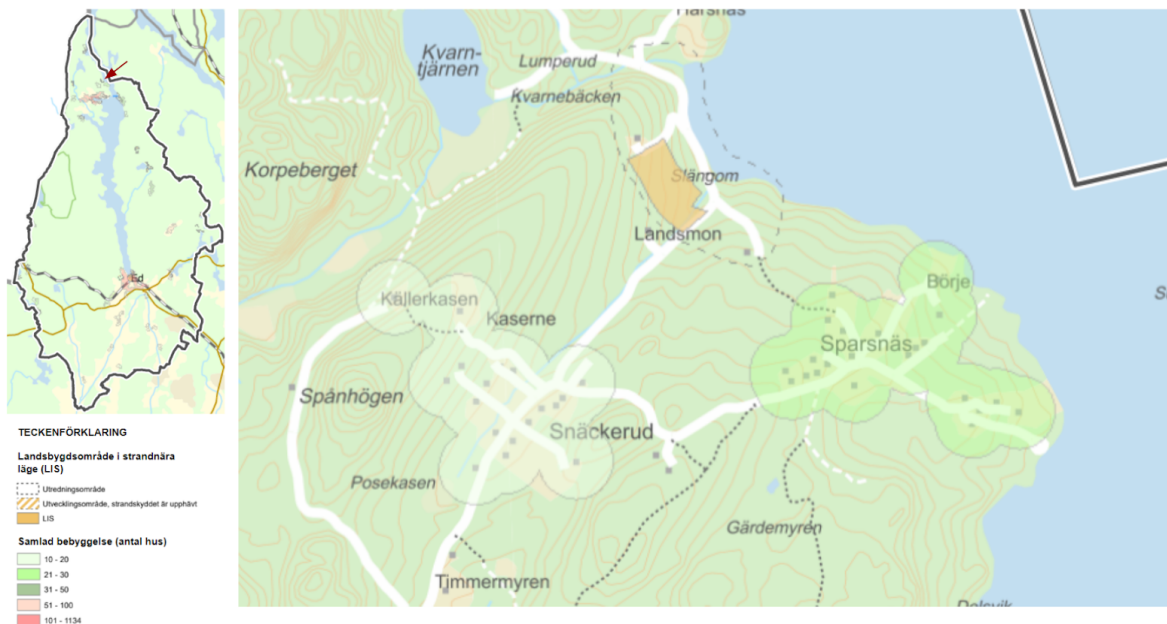 Ed
TECKENFÖRKLARING
Landsbygdsområde i strandnära
läge (LIS)
Utredningsområde
Utvecklingsområde, strandskyddet är upphävt
LIS
Samlad bebyggelse (antal hus)
10 - 20
21 - 30
31 - 50
51 - 100
101 - 1134
Kvarn-
tjärnen
Lumperud
Kvarnebäcken
Korpeberget
Slängom
Landsmon
Källerkasen
Kaserne
Börje
Sparsnäs
Spånhögen
Snäckerud
Posekasen
Gärdemyren
Timmermyren